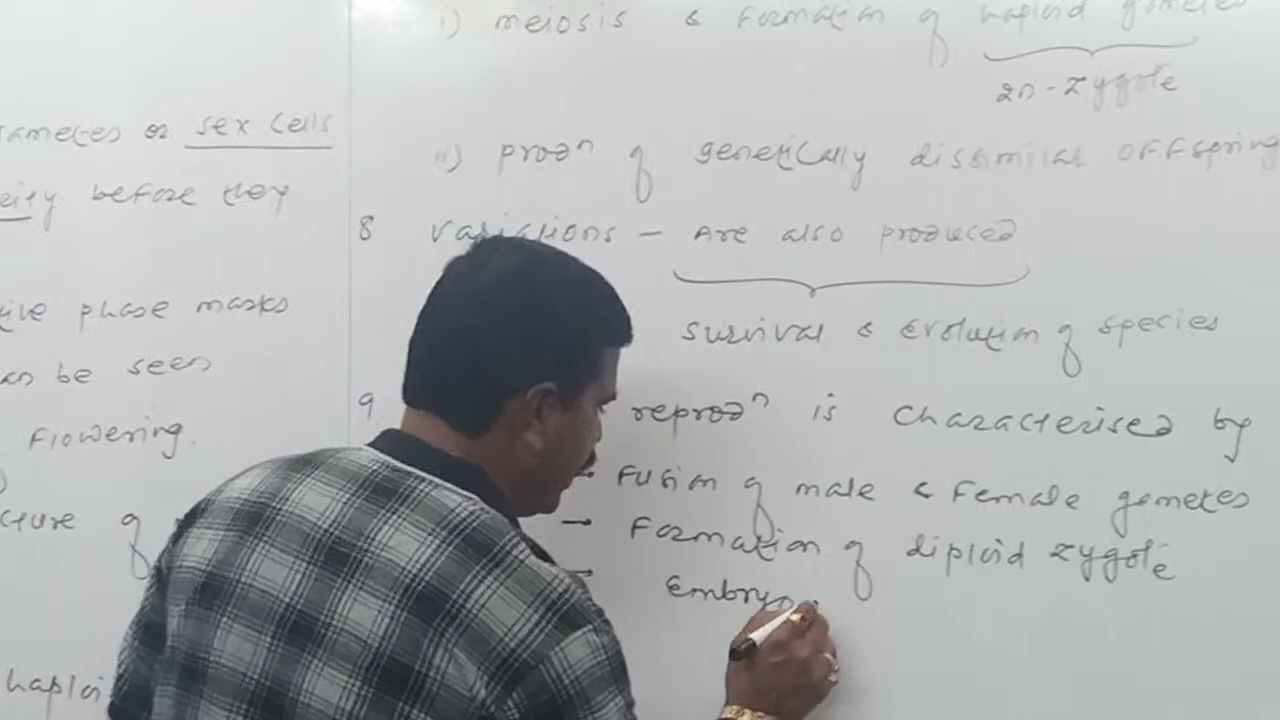 i) meiosis & Formation of haploid gametes
2n - zygote
ii) prodn of genetically dissimilar offspring
8 variations - Are also produced
survival & Evolution of species
9 reprodn is characterised by
Fusion of male & Female gametes
→ Formation of diploid zygote
→ Embryo
gametes or sex cells
before they
phase marks
be seen
Flowering.
of
haploi